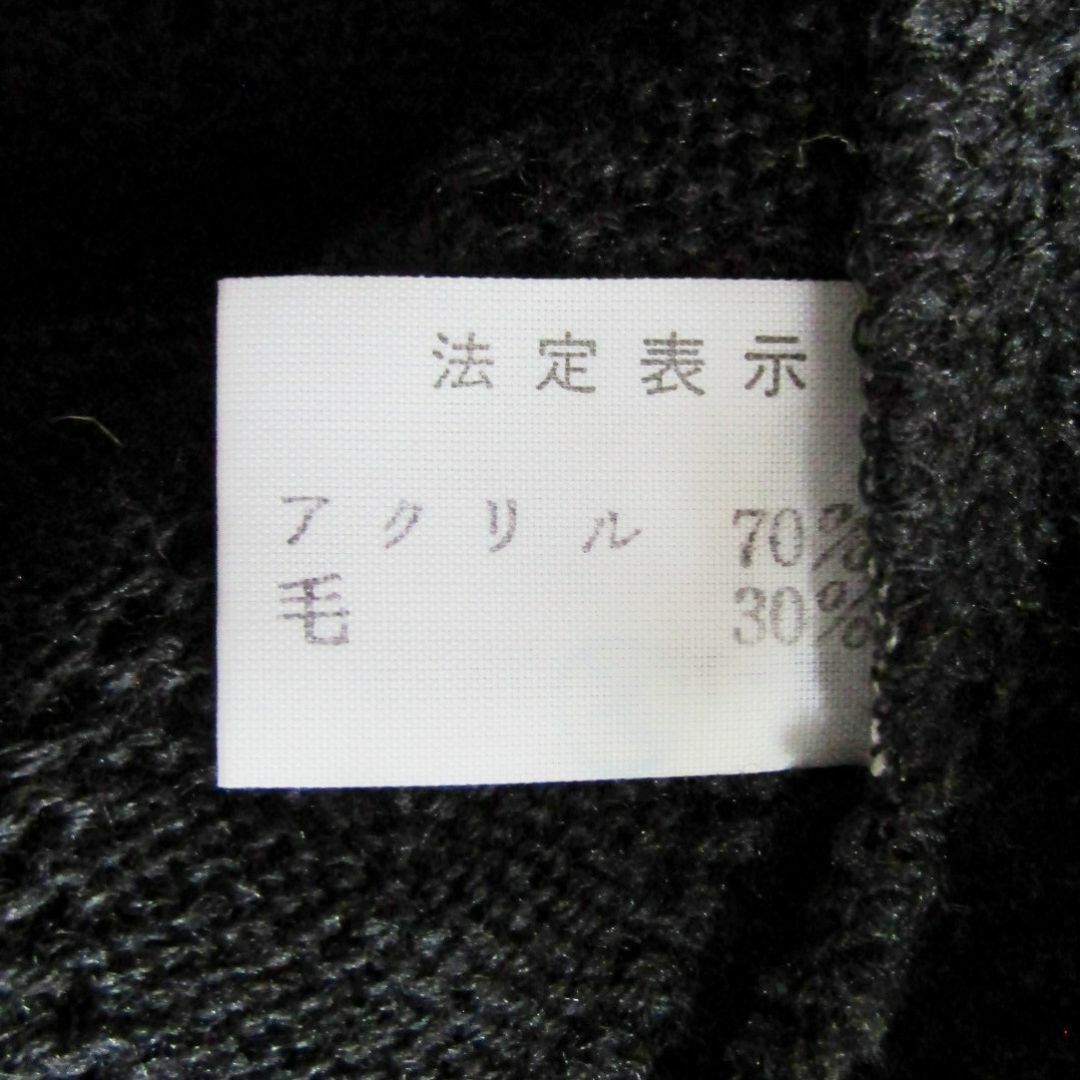 法定表示
アクリル 70%
毛 30%